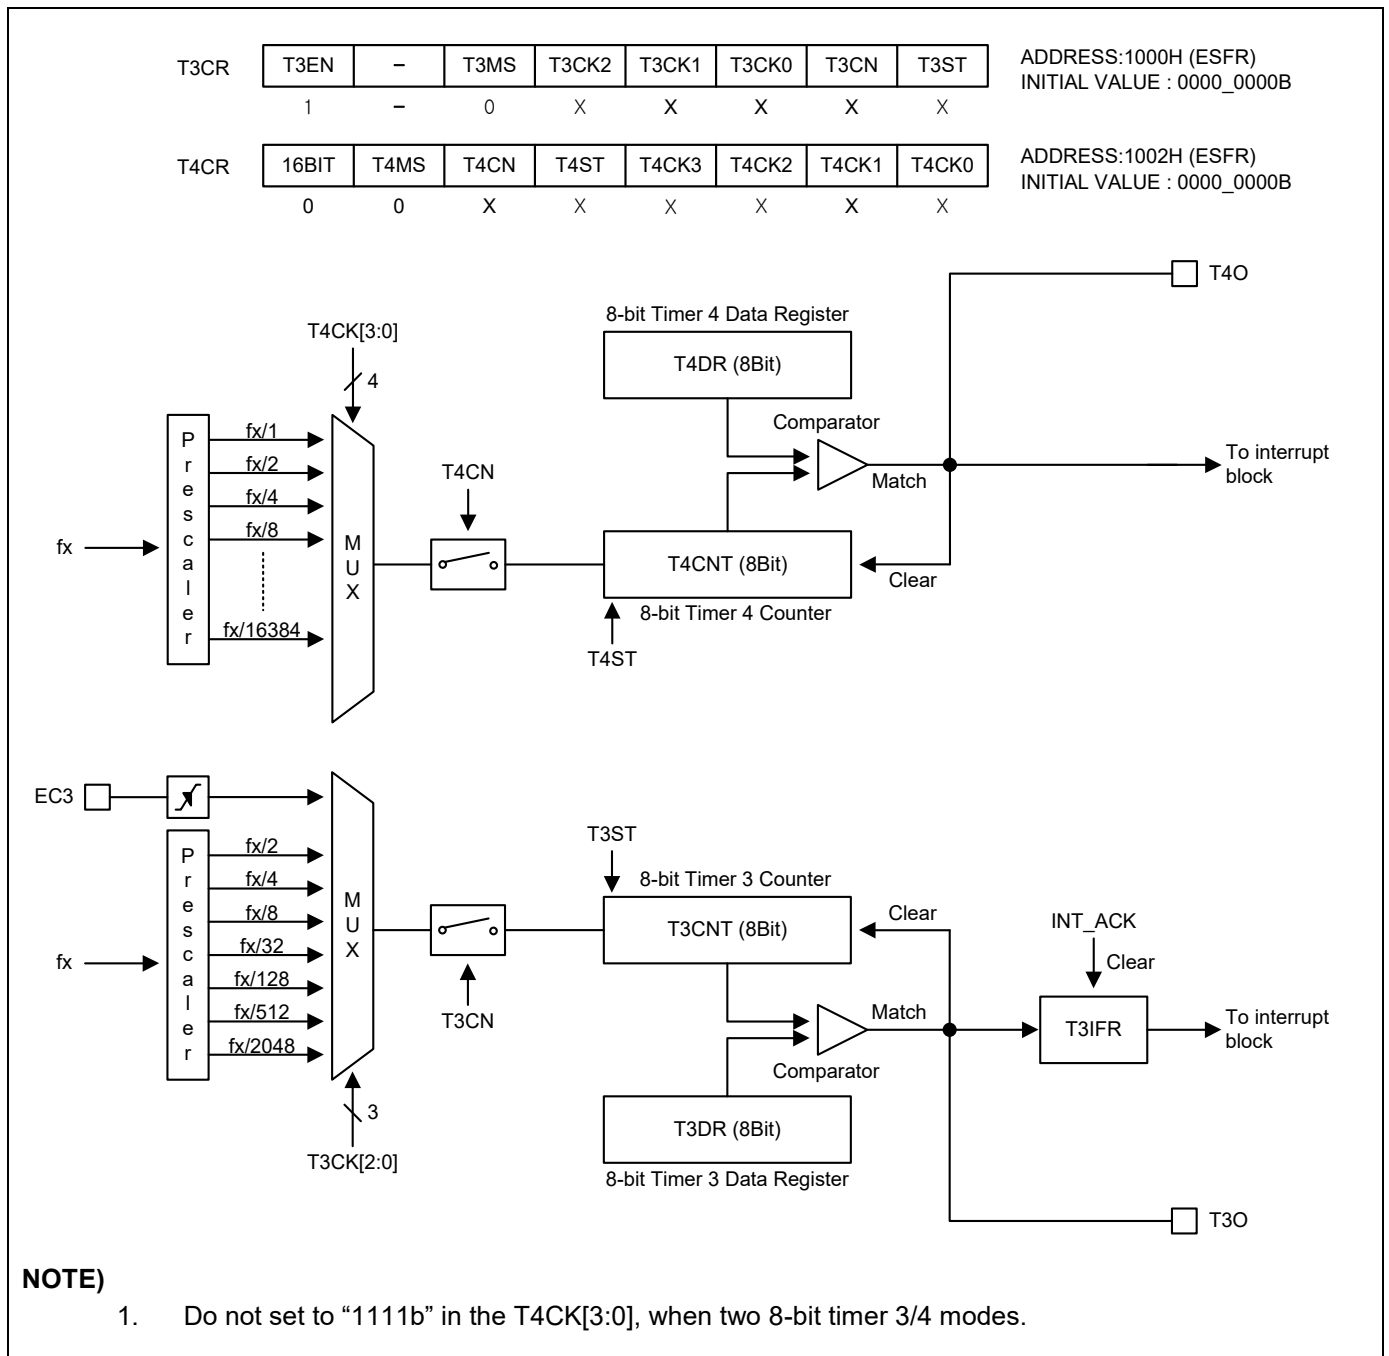 T3CR T3EN – T3MS T3CK2 T3CK1 T3CK0 T3CN T3ST ADDRESS:1000H (ESFR)
INITIAL VALUE : 0000_0000B
1 – 0 X X X X X
T4CR 16BIT T4MS T4CN T4ST T4CK3 T4CK2 T4CK1 T4CK0 ADDRESS:1002H (ESFR)
INITIAL VALUE : 0000_0000B
0 0 X X X X X X
T4O
8-bit Timer 4 Data Register
T4CK[3:0]
T4DR (8Bit)
4
Comparator
Prescaler
fx/1
fx/2
fx/4
fx/8
fx/16384
fx
MUX
T4CN
Match
To interrupt
block
T4CNT (8Bit)
Clear
8-bit Timer 4 Counter
T4ST
EC3
Prescaler
fx/2
fx/4
fx/8
fx/32
fx/128
fx/512
fx/2048
fx
MUX
T3CN
3
T3CK[2:0]
T3ST
8-bit Timer 3 Counter
T3CNT (8Bit)
Clear
INT_ACK
Clear
Match
T3IFR
To interrupt
block
Comparator
T3DR (8Bit)
8-bit Timer 3 Data Register
T3O
NOTE)
1. Do not set to “1111b” in the T4CK[3:0], when two 8-bit timer 3/4 modes.